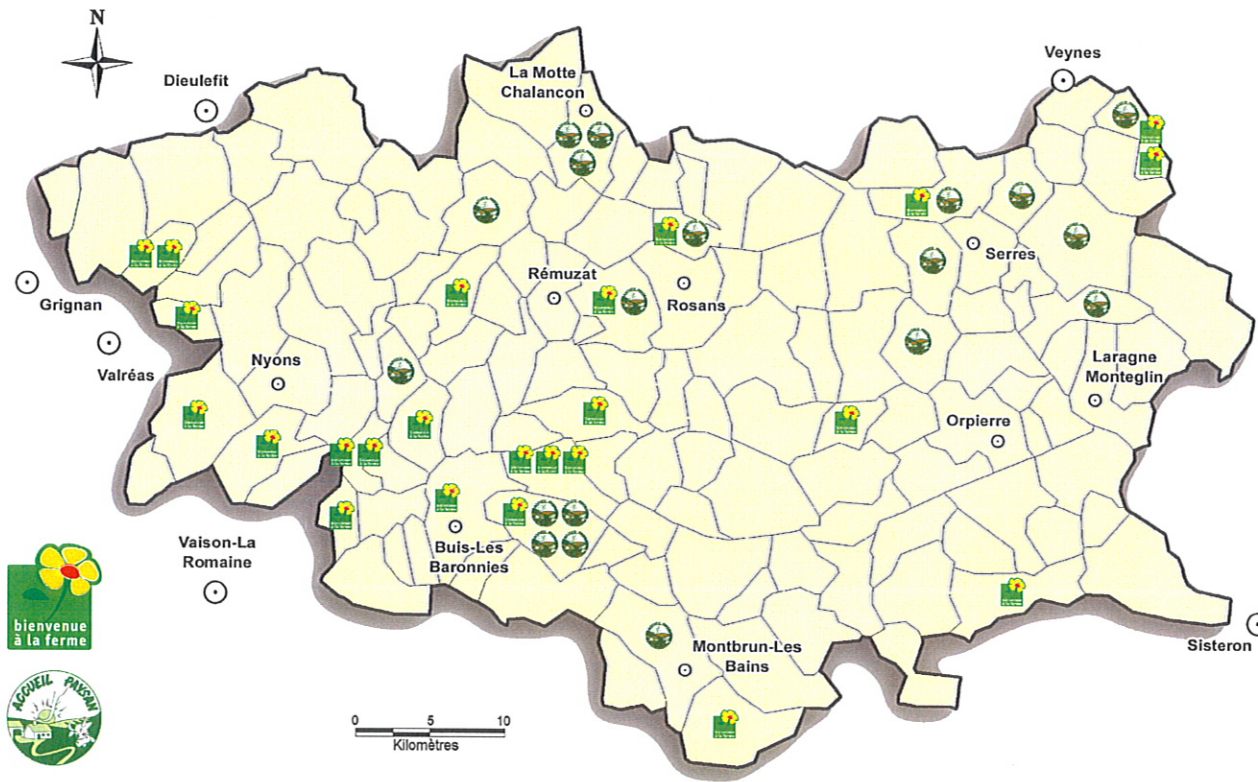 N
Veynes
Dieulefit
La Motte
Chalancon
Serres
Rémuzat
Rosans
Grignan
Valréas
Nyons
Laragne
Monteglin
Orpierre
Buis-Les
Baronnies
Vaison-La
Romaine
bienvenue
à la ferme
Montbrun-Les
Bains
Sisteron
ACCUEIL PAYSAN
0 5 10
Kilomètres